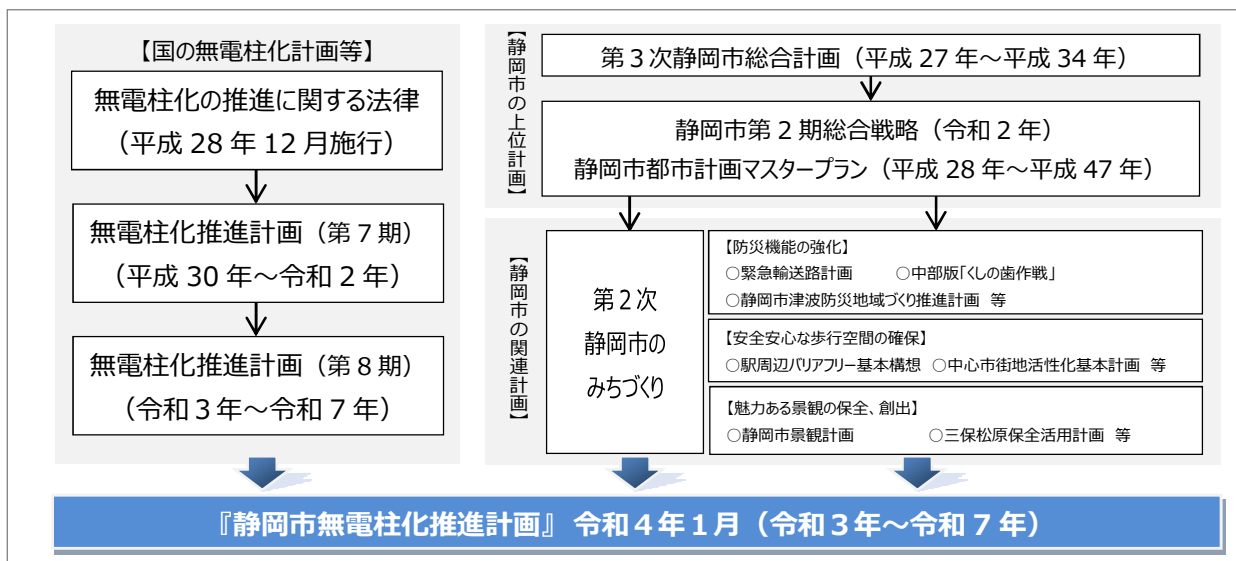 【国の無電柱化計画等】
無電柱化の推進に関する法律
（平成 28 年 12 月施行）
無電柱化推進計画（第７期）
（平成 30 年～令和 2 年）
無電柱化推進計画（第８期）
（令和３年～令和 7 年）
【静岡市の上位計画】
第３次静岡市総合計画（平成 27 年～平成 34 年）
静岡市第２期総合戦略（令和 2 年）
静岡市都市計画マスタープラン（平成 28 年～平成 47 年）
【静岡市の関連計画】
第２次
静岡市の
みちづくり
【防災機能の強化】
○緊急輸送路計画 ○中部版「くしの歯作戦」
○静岡市津波防災地域づくり推進計画 等
【安全安心な歩行空間の確保】
○駅周辺バリアフリー基本構想 ○中心市街地活性化基本計画 等
【魅力ある景観の保全、創出】
○静岡市景観計画 ○三保松原保全活用計画 等
『静岡市無電柱化推進計画』 令和４年１月（令和３年～令和 7 年）